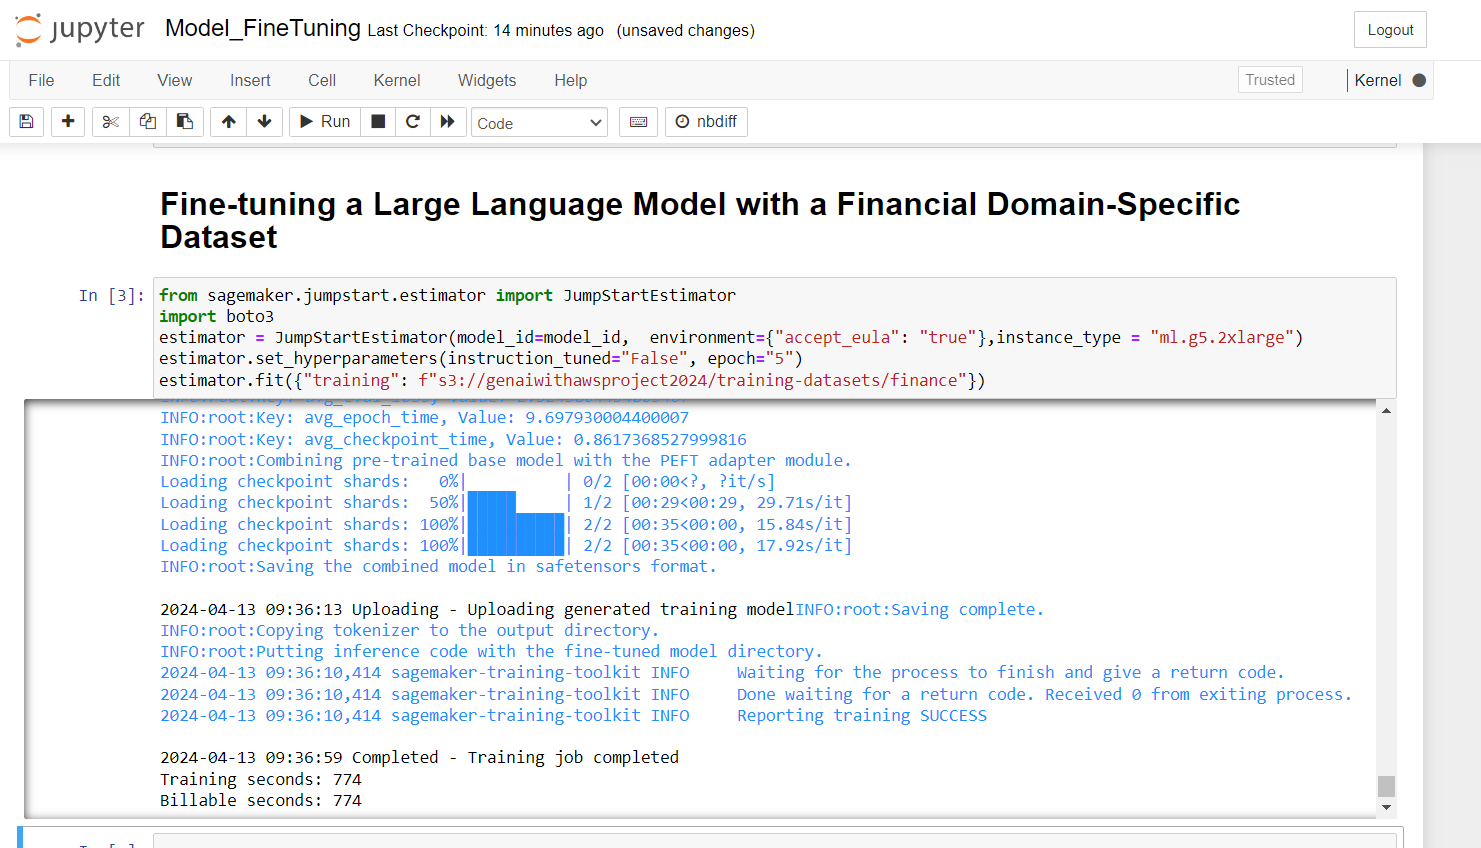 jupyter Model_FineTuning Last Checkpoint: 14 minutes ago (unsaved changes) Logout
File Edit View Insert Cell Kernel Widgets Help Trusted Kernel
Run Code nbdiff
Fine-tuning a Large Language Model with a Financial Domain-Specific
Dataset
In [3]: from sagemaker.jumpstart.estimator import JumpStartEstimator
import boto3
estimator = JumpStartEstimator(model_id=model_id,  environment={"accept_eula": "true"},instance_type = "ml.g5.2xlarge")
estimator.set_hyperparameters(instruction_tuned="False", epoch="5")
estimator.fit({"training": f"s3://genaiwithawsproject2024/training-datasets/finance"})
INFO:root:Key: avg_epoch_time, Value: 9.697930004400007
INFO:root:Key: avg_checkpoint_time, Value: 0.8617368527999816
INFO:root:Combining pre-trained base model with the PEFT adapter module.
Loading checkpoint shards:   0%|          | 0/2 [00:00<?, ?it/s]
Loading checkpoint shards:  50%|█████     | 1/2 [00:29<00:29, 29.71s/it]
Loading checkpoint shards: 100%|██████████| 2/2 [00:35<00:00, 15.84s/it]
Loading checkpoint shards: 100%|██████████| 2/2 [00:35<00:00, 17.92s/it]
INFO:root:Saving the combined model in safetensors format.
2024-04-13 09:36:13 Uploading - Uploading generated training modelINFO:root:Saving complete.
INFO:root:Copying tokenizer to the output directory.
INFO:root:Putting inference code with the fine-tuned model directory.
2024-04-13 09:36:10,414 sagemaker-training-toolkit INFO     Waiting for the process to finish and give a return code.
2024-04-13 09:36:10,414 sagemaker-training-toolkit INFO     Done waiting for a return code. Received 0 from exiting process.
2024-04-13 09:36:10,414 sagemaker-training-toolkit INFO     Reporting training SUCCESS
2024-04-13 09:36:59 Completed - Training job completed
Training seconds: 774
Billable seconds: 774